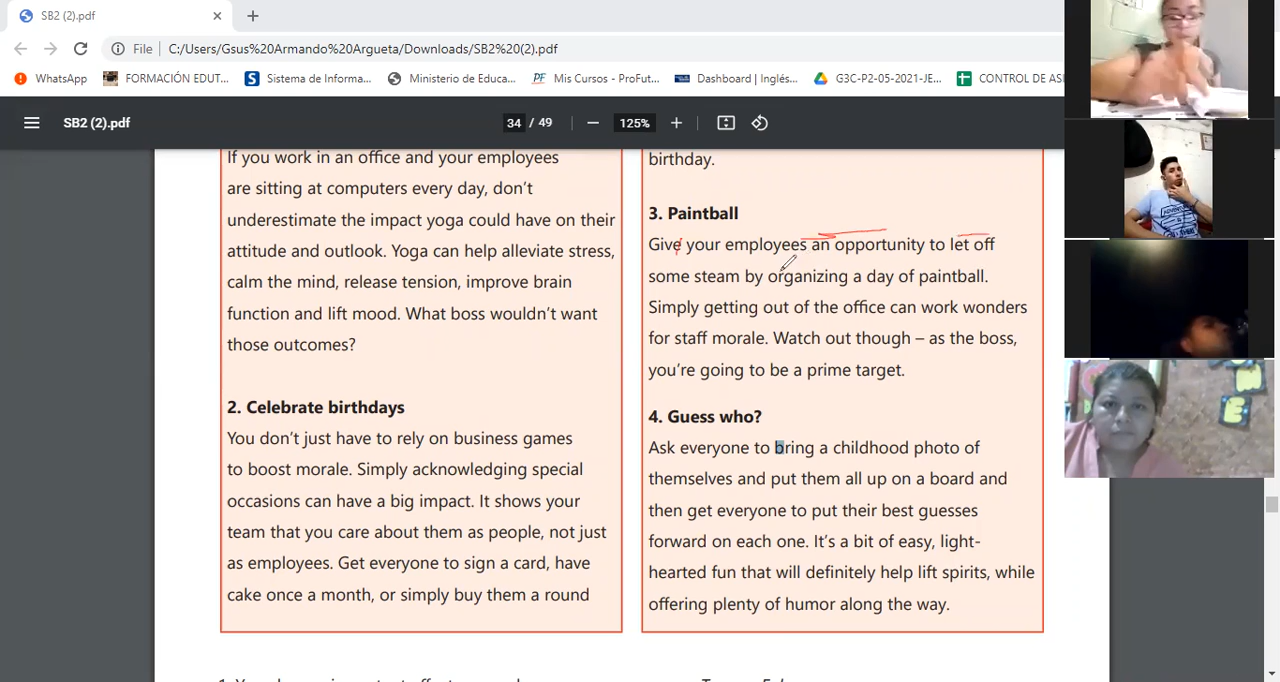 SB2 (2).pdf
File
C:/Users/Gsus%20Armando%20Argueta/Downloads/SB2%20(2).pdf
WhatsApp
FORMACIÓN EDUT...
Sistema de Informa...
Ministerio de Educa...
Mis Cursos - ProFut...
Dashboard | Inglés...
G3C-P2-05-2021-JE...
CONTROL DE AS
SB2 (2).pdf
34 / 49
125%
If you work in an office and your employees
are sitting at computers every day, don't
underestimate the impact yoga could have on their
attitude and outlook. Yoga can help alleviate stress,
calm the mind, release tension, improve brain
function and lift mood. What boss wouldn't want
those outcomes?
2. Celebrate birthdays
You don't just have to rely on business games
to boost morale. Simply acknowledging special
occasions can have a big impact. It shows your
team that you care about them as people, not just
as employees. Get everyone to sign a card, have
cake once a month, or simply buy them a round
birthday.
3. Paintball
Give your employees an opportunity to let off
some steam by organizing a day of paintball.
Simply getting out of the office can work wonders
for staff morale. Watch out though – as the boss,
you're going to be a prime target.
4. Guess who?
Ask everyone to bring a childhood photo of
themselves and put them all up on a board and
then get everyone to put their best guesses
forward on each one. It's a bit of easy, light-
hearted fun that will definitely help lift spirits, while
offering plenty of humor along the way.